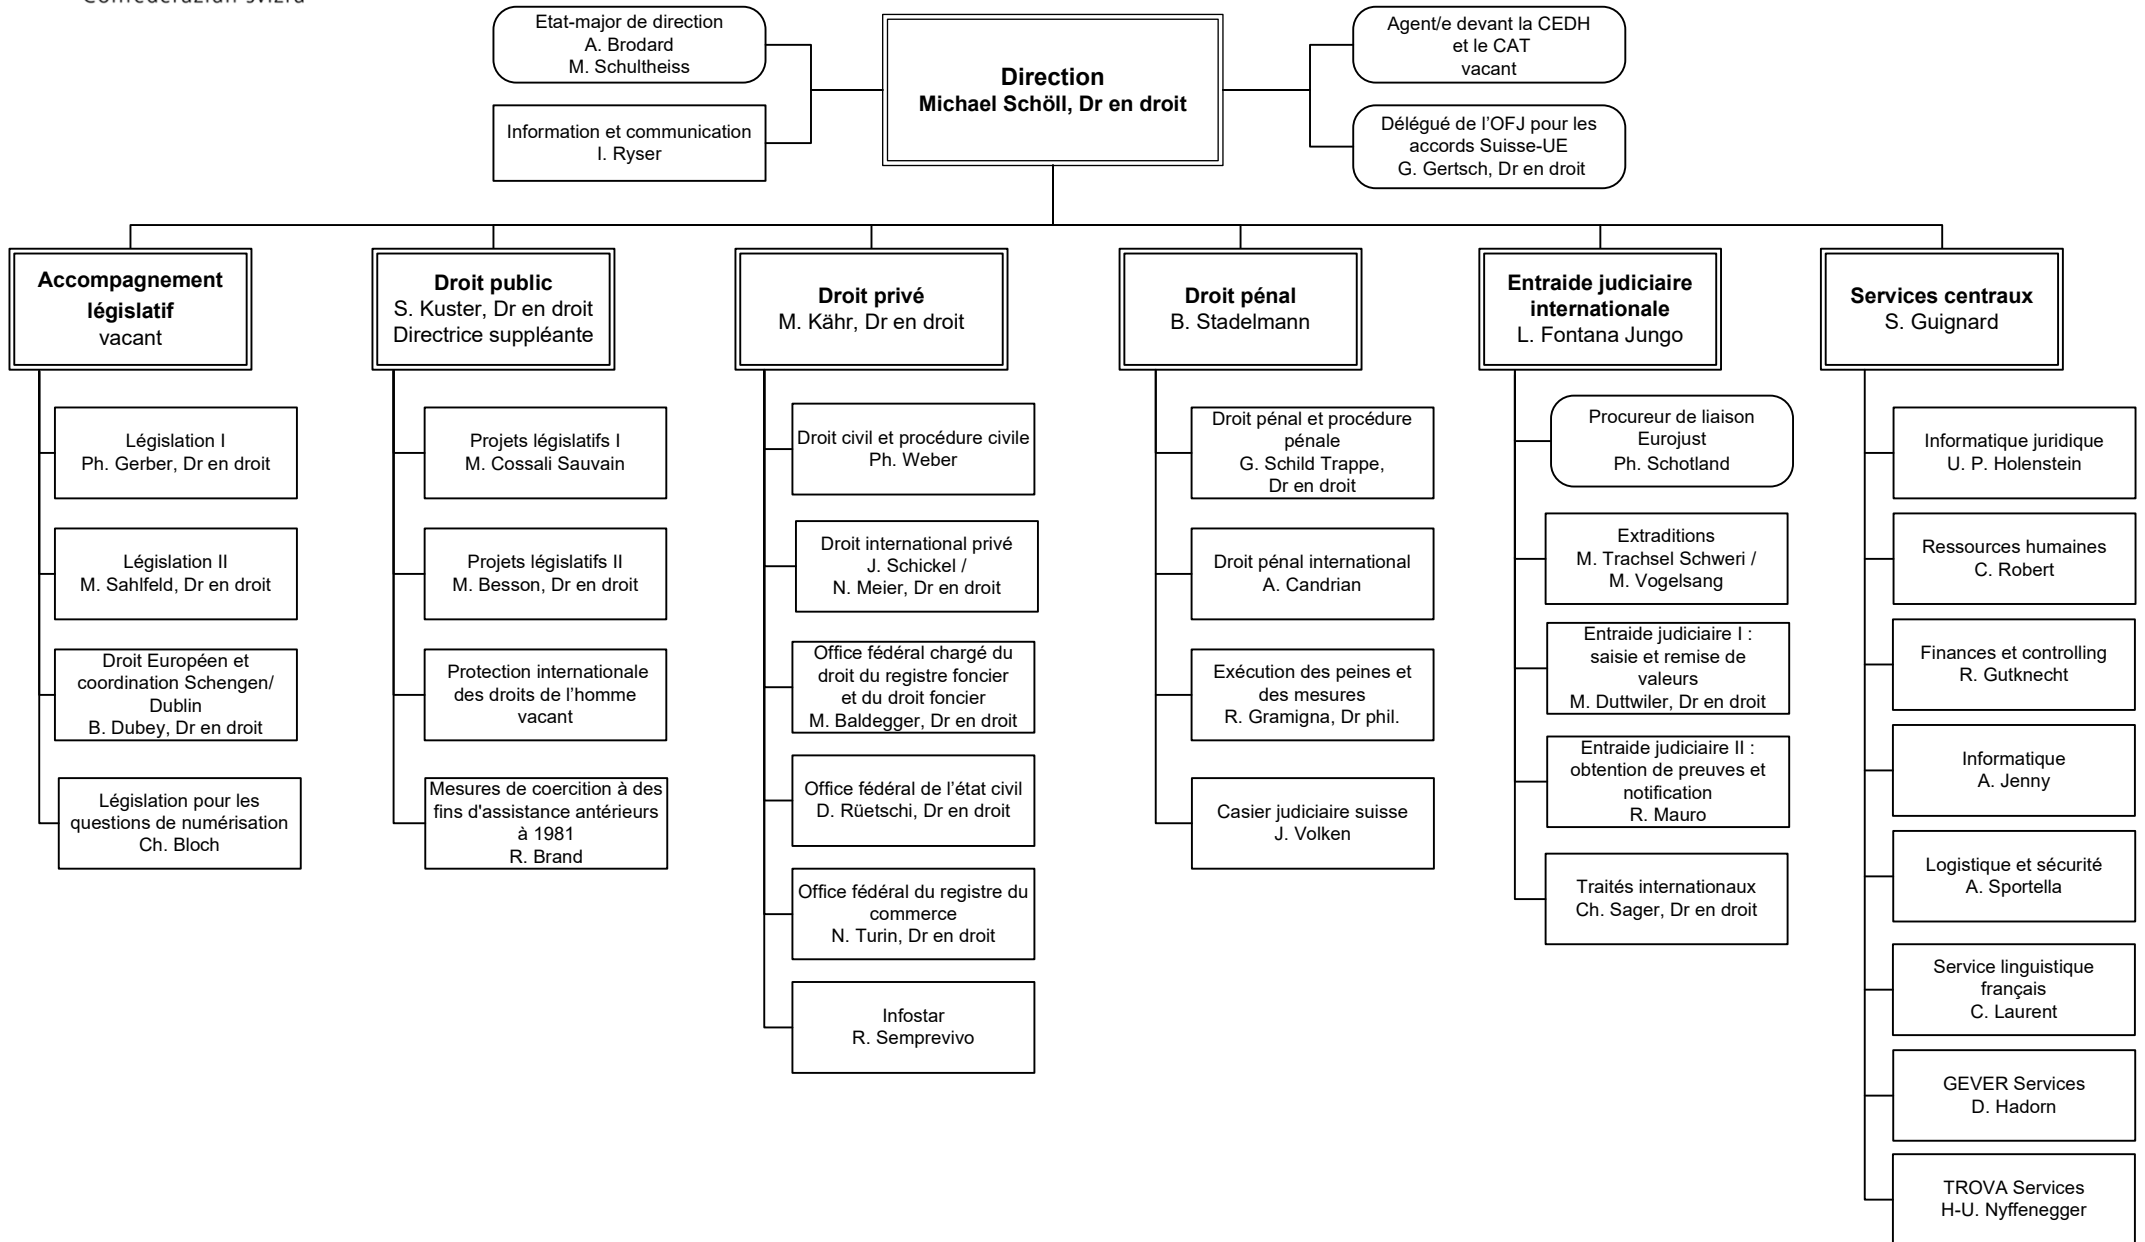 Confederaziun svizra
Etat-major de direction
A. Brodard
M. Schultheiss
Information et communication
I. Ryser
Direction
Michael Schöll, Dr en droit
Agent/e devant la CEDH
et le CAT
vacant
Délégué de l’OFJ pour les
accords Suisse-UE
G. Gertsch, Dr en droit
Accompagnement
législatif
vacant
Législation I
Ph. Gerber, Dr en droit
Législation II
M. Sahlfeld, Dr en droit
Droit Européen et
coordination Schengen/
Dublin
B. Dubey, Dr en droit
Législation pour les
questions de numérisation
Ch. Bloch
Droit public
S. Kuster, Dr en droit
Directrice suppléante
Projets législatifs I
M. Cossali Sauvain
Projets législatifs II
M. Besson, Dr en droit
Protection internationale
des droits de l’homme
vacant
Mesures de coercition à des
fins d'assistance antérieurs
à 1981
R. Brand
Droit privé
M. Kähr, Dr en droit
Droit civil et procédure civile
Ph. Weber
Droit international privé
J. Schickel /
N. Meier, Dr en droit
Office fédéral chargé du
droit du registre foncier
et du droit foncier
M. Baldegger, Dr en droit
Office fédéral de l’état civil
D. Rüetschi, Dr en droit
Office fédéral du registre du
commerce
N. Turin, Dr en droit
Infostar
R. Semprevivo
Droit pénal
B. Stadelmann
Droit pénal et procédure
pénale
G. Schild Trappe,
Dr en droit
Droit pénal international
A. Candrian
Exécution des peines et
des mesures
R. Gramigna, Dr phil.
Casier judiciaire suisse
J. Volken
Entraide judiciaire
internationale
L. Fontana Jungo
Procureur de liaison
Eurojust
Ph. Schotland
Extraditions
M. Trachsel Schweri /
M. Vogelsang
Entraide judiciaire I :
saisie et remise de
valeurs
M. Duttwiler, Dr en droit
Entraide judiciaire II :
obtention de preuves et
notification
R. Mauro
Traités internationaux
Ch. Sager, Dr en droit
Services centraux
S. Guignard
Informatique juridique
U. P. Holenstein
Ressources humaines
C. Robert
Finances et controlling
R. Gutknecht
Informatique
A. Jenny
Logistique et sécurité
A. Sportella
Service linguistique
français
C. Laurent
GEVER Services
D. Hadorn
TROVA Services
H-U. Nyffenegger